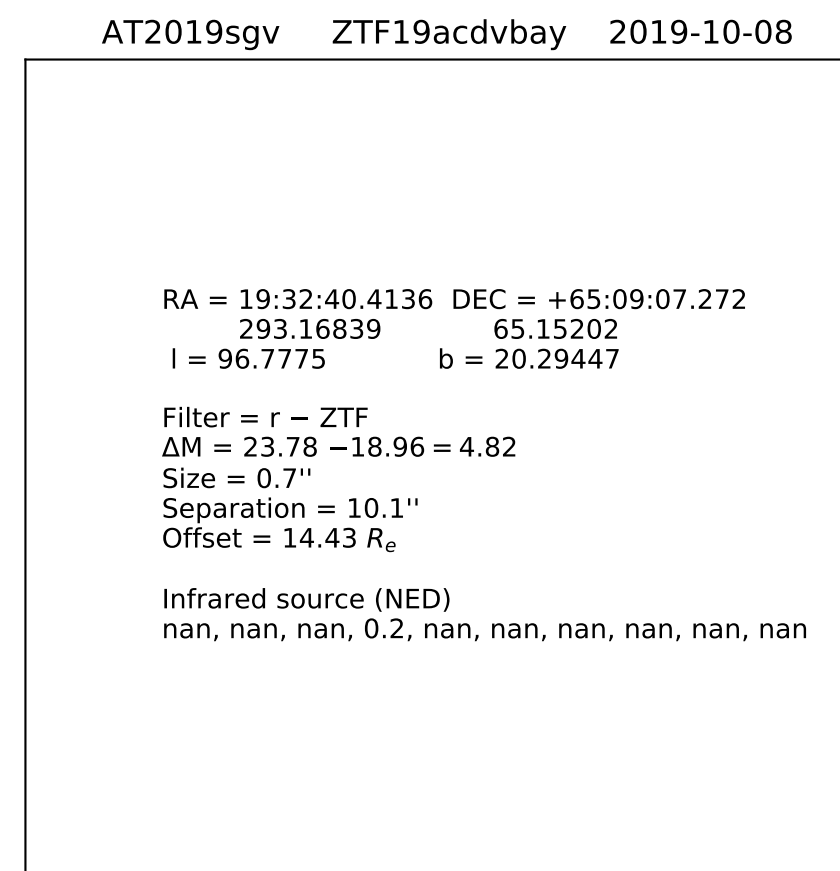 AT2019sgv ZTF19acdvbay 2019-10-08
RA = 19:32:40.4136 DEC = +65:09:07.272
293.16839 65.15202
l = 96.7775 b = 20.29447
Filter = r − ZTF
ΔM = 23.78 −18.96 = 4.82
Size = 0.7''
Separation = 10.1''
Offset = 14.43 Re
Infrared source (NED)
nan, nan, nan, 0.2, nan, nan, nan, nan, nan, nan